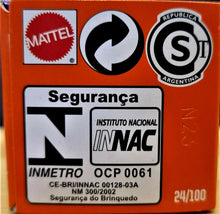 MATTEL
REPUBLICA
S
ARGENTINA
Segurança
INSTITUTO NACIONAL
INNAC
INMETRO OCP 0061
CE-BRI/INNAC 00128-03A
NM 300/2002
Segurança do Brinquedo
N23
24/100